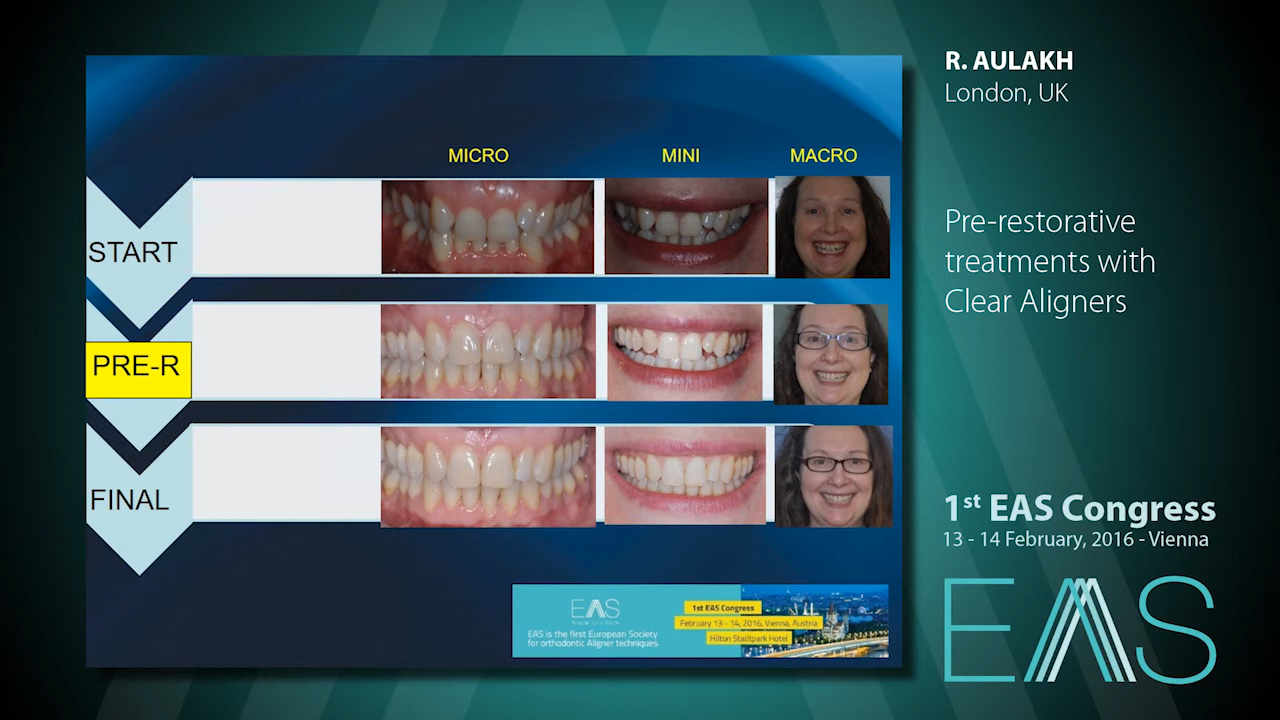 MICRO MINI MACRO
START
PRE-R
FINAL
EAS
EAS is the first European Society
for orthodontic Aligner techniques.
1st EAS Congress
February 13 - 14, 2016, Vienna, Austria
Hilton Stadtpark Hotel
R. AULAKH
London, UK
Pre-restorative
treatments with
Clear Aligners
1st EAS Congress
13 - 14 February, 2016 - Vienna
EAS